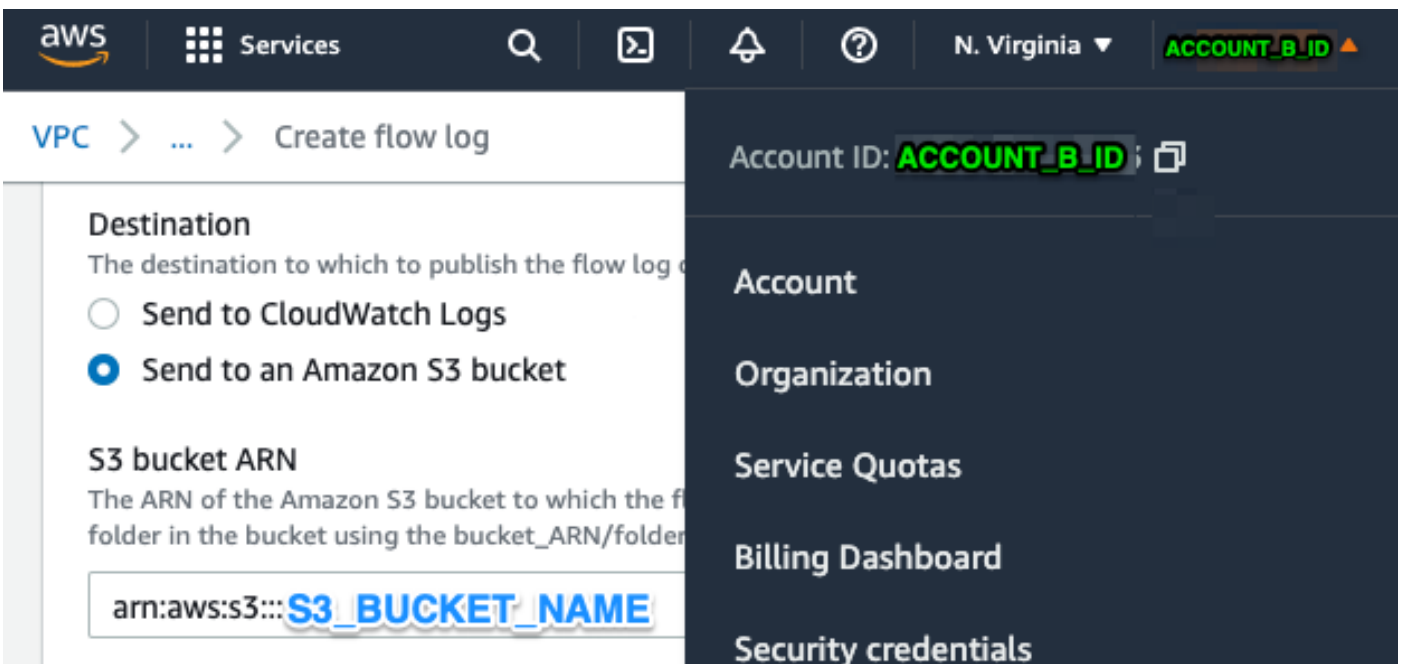 aws Services N. Virginia ▼ ACCOUNT_B_ID ▲
VPC > ... > Create flow log
Account ID: ACCOUNT_B_ID
Destination
The destination to which to publish the flow log
Send to CloudWatch Logs
Send to an Amazon S3 bucket
S3 bucket ARN
The ARN of the Amazon S3 bucket to which the
folder in the bucket using the bucket_ARN/folder
arn:aws:s3:::S3_BUCKET_NAME
Account
Organization
Service Quotas
Billing Dashboard
Security credentials